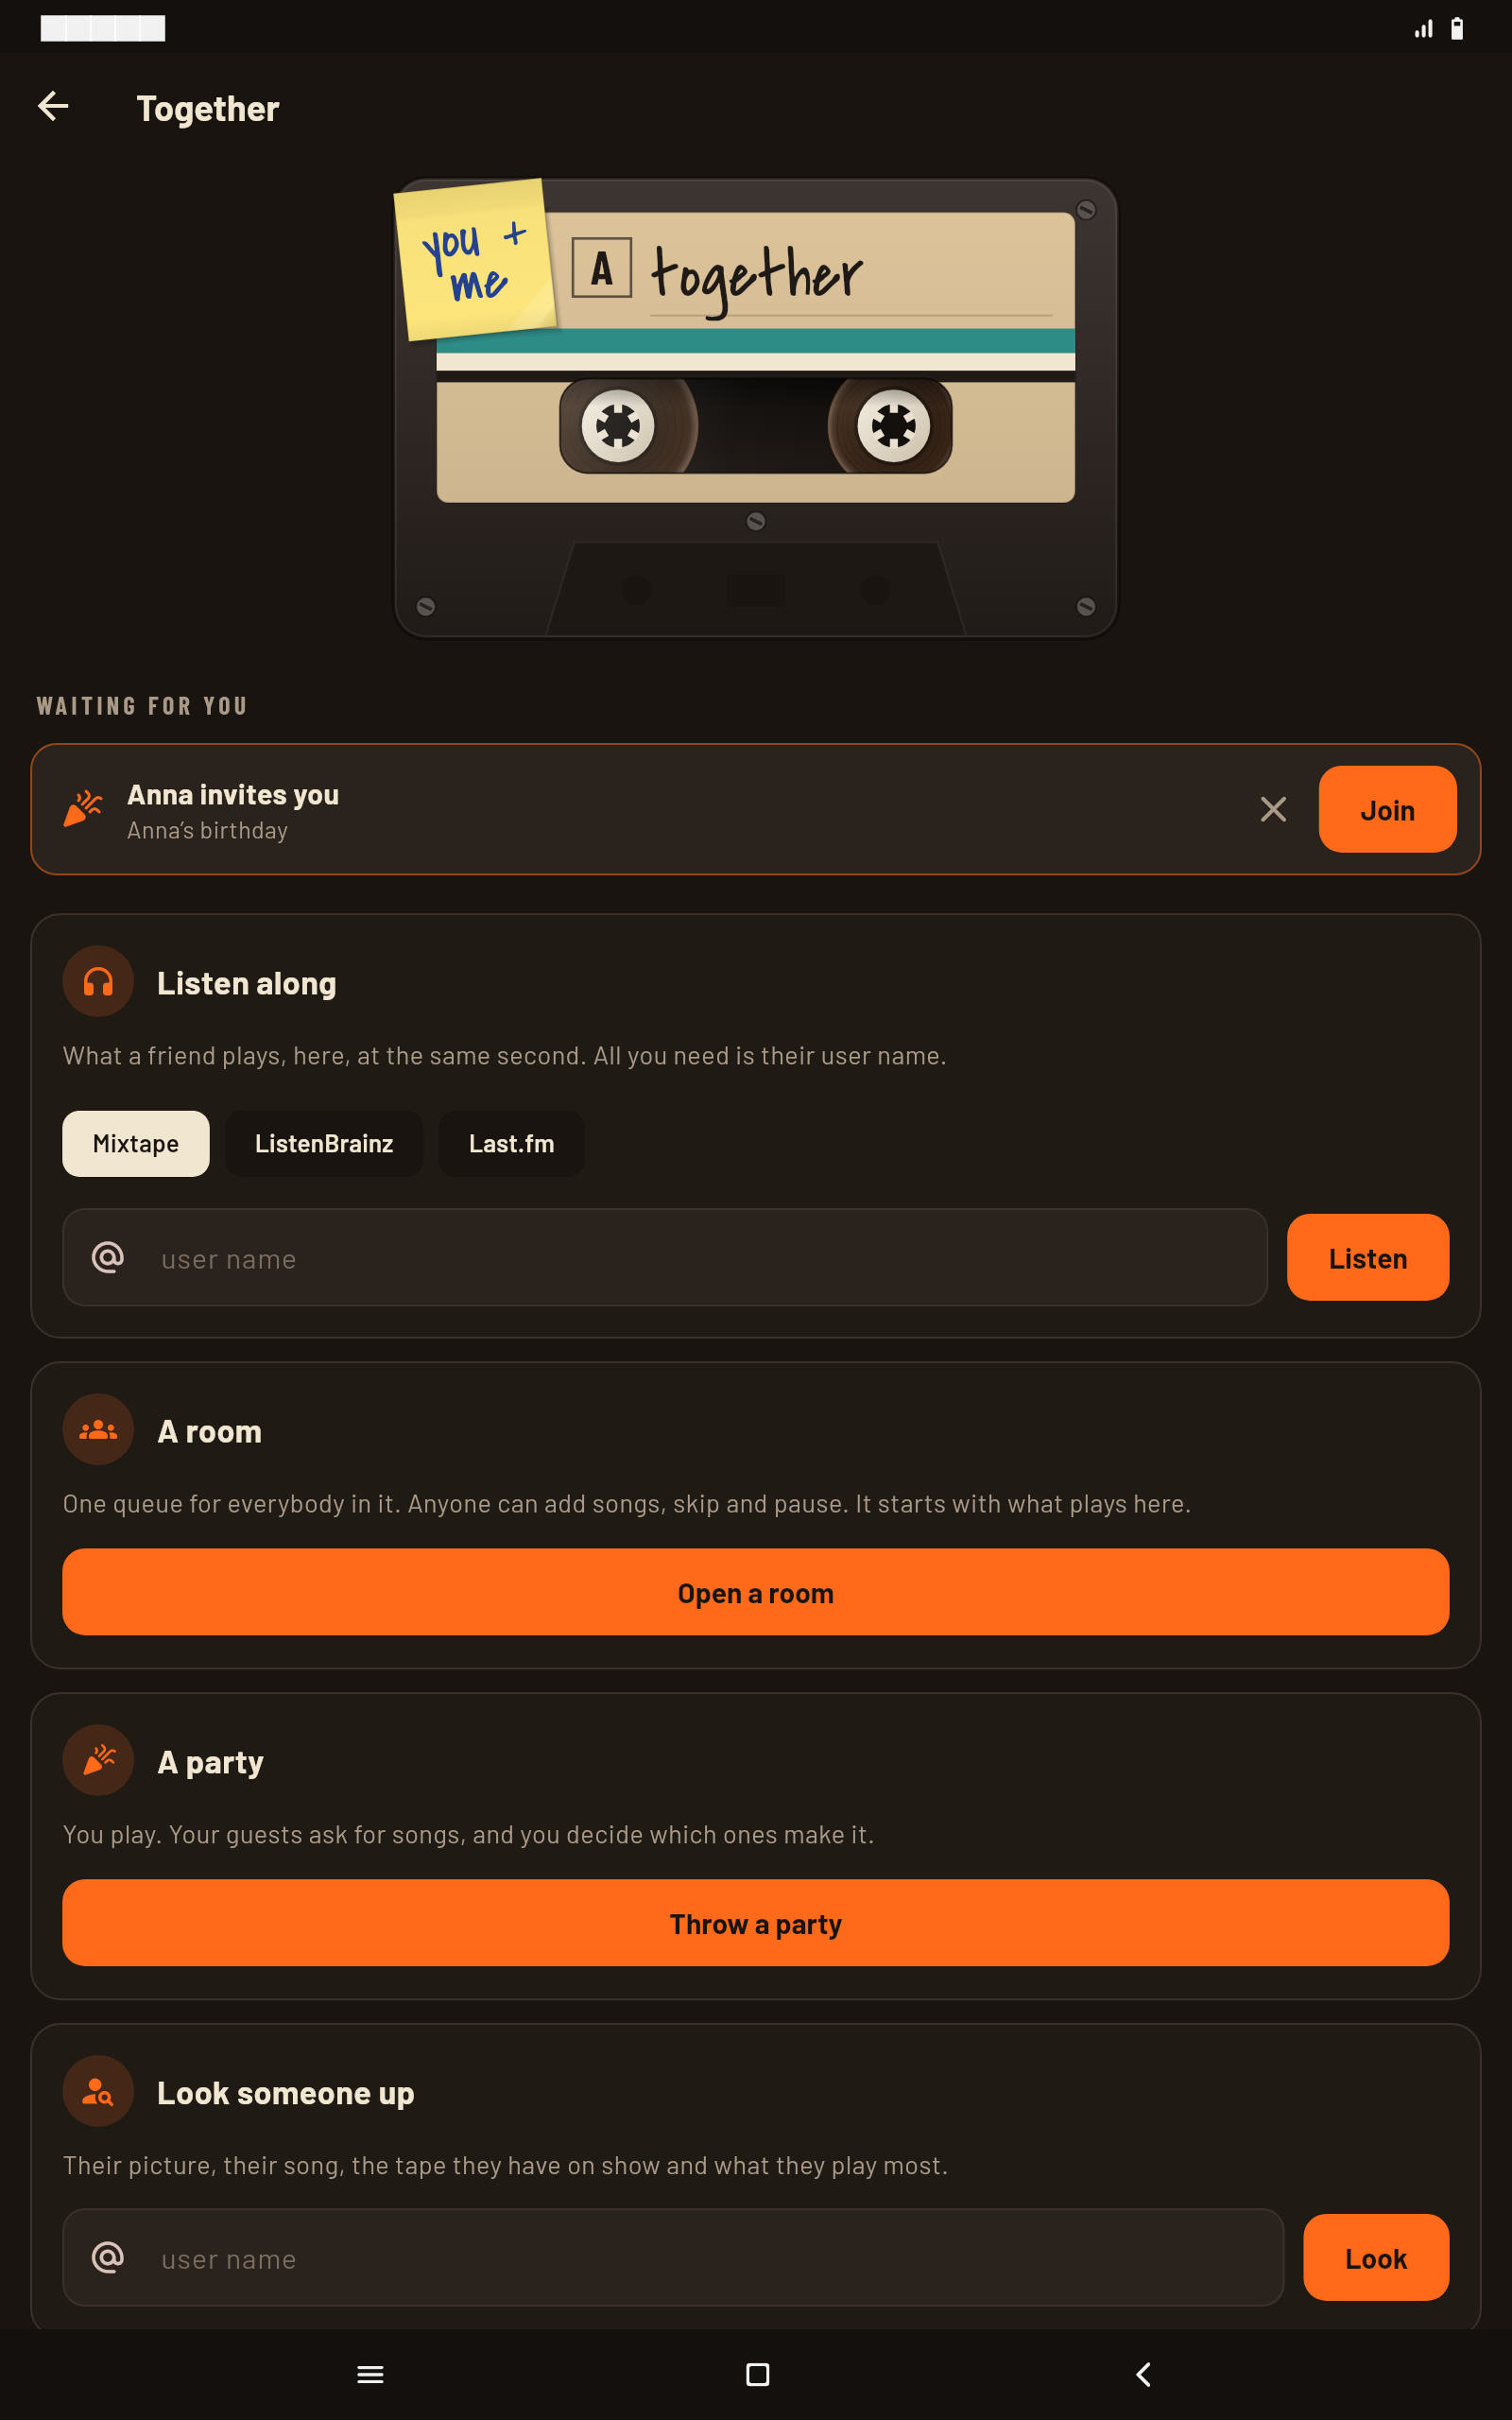 Together
you +
me
A together
WAITING FOR YOU
Anna invites you
Anna's birthday
Join
Listen along
What a friend plays, here, at the same second. All you need is their user name.
Mixtape ListenBrainz Last.fm
user name
Listen
A room
One queue for everybody in it. Anyone can add songs, skip and pause. It starts with what plays here.
Open a room
A party
You play. Your guests ask for songs, and you decide which ones make it.
Throw a party
Look someone up
Their picture, their song, the tape they have on show and what they play most.
user name
Look